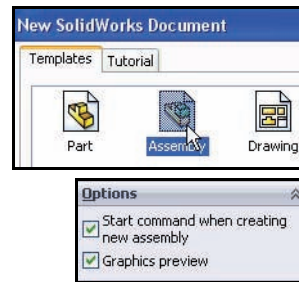 New SolidWorks Document
Templates Tutorial
Part Assembly Drawing
Options
Start command when creating
new assembly
Graphics preview